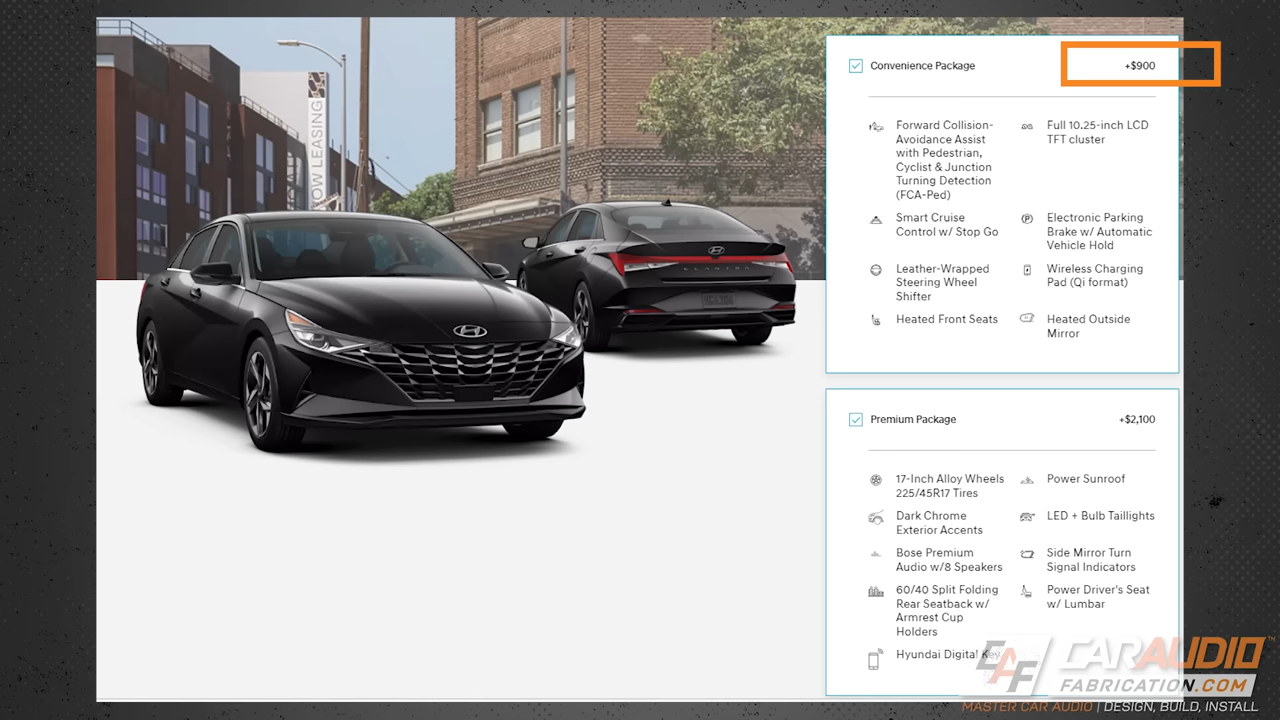 NOW LEASING
ELANTRA
Convenience Package
+$900
Forward Collision-
Avoidance Assist
with Pedestrian,
Cyclist & Junction
Turning Detection
(FCA-Ped)
Full 10.25-inch LCD
TFT cluster
Smart Cruise
Control w/ Stop Go
Electronic Parking
Brake w/ Automatic
Vehicle Hold
Leather-Wrapped
Steering Wheel
Shifter
Wireless Charging
Pad (Qi format)
Heated Front Seats
Heated Outside
Mirror
Premium Package
+$2,100
17-Inch Alloy Wheels
225/45R17 Tires
Power Sunroof
Dark Chrome
Exterior Accents
LED + Bulb Taillights
Bose Premium
Audio w/8 Speakers
Side Mirror Turn
Signal Indicators
60/40 Split Folding
Rear Seatback w/
Armrest Cup
Holders
Power Driver's Seat
w/ Lumbar
Hyundai Digital Key
CAF
CARAUDIO™
FABRICATION.COM
MASTER CAR AUDIO | DESIGN, BUILD, INSTALL